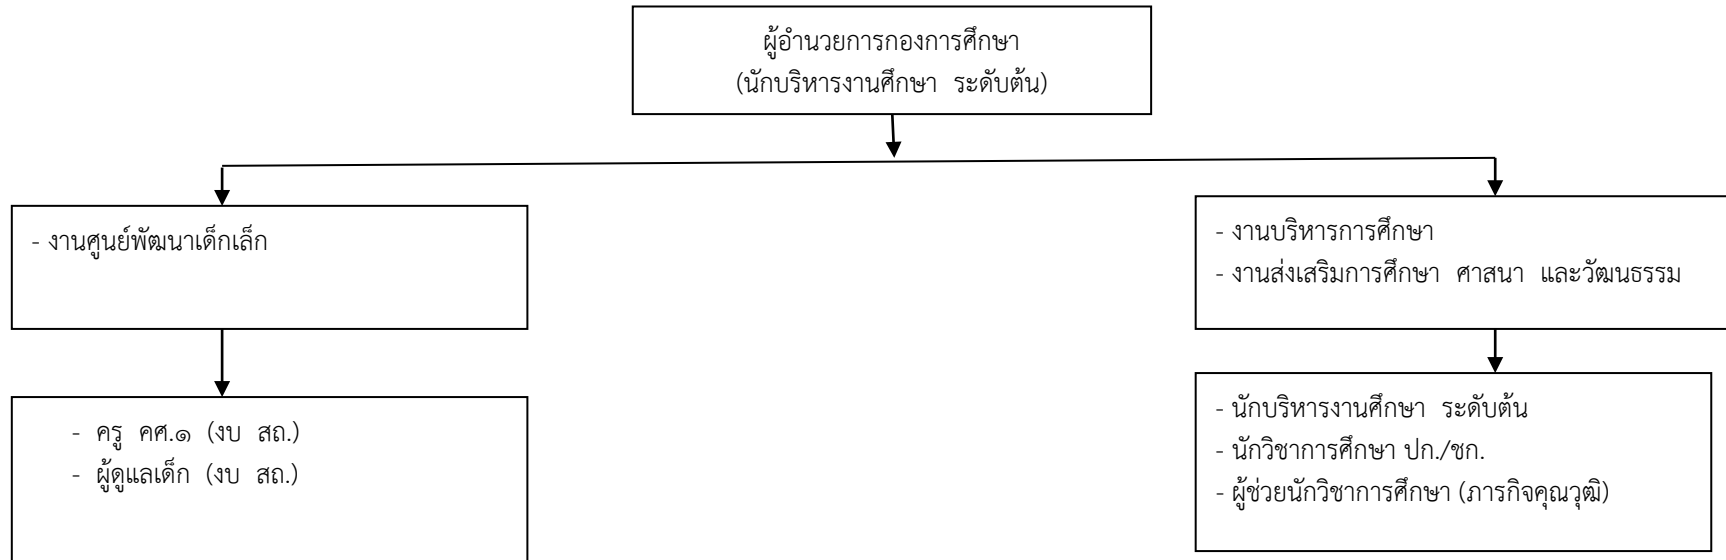 ผู้อำนวยการกองการศึกษา
(นักบริหารงานศึกษา ระดับต้น)
- งานศูนย์พัฒนาเด็กเล็ก
- งานบริหารการศึกษา
- งานส่งเสริมการศึกษา ศาสนา และวัฒนธรรม
- ครู คศ.๑ (งบ สถ.)
- ผู้ดูแลเด็ก (งบ สถ.)
- นักบริหารงานศึกษา ระดับต้น
- นักวิชาการศึกษา ปก./ชก.
- ผู้ช่วยนักวิชาการศึกษา (ภารกิจคุณวุฒิ)